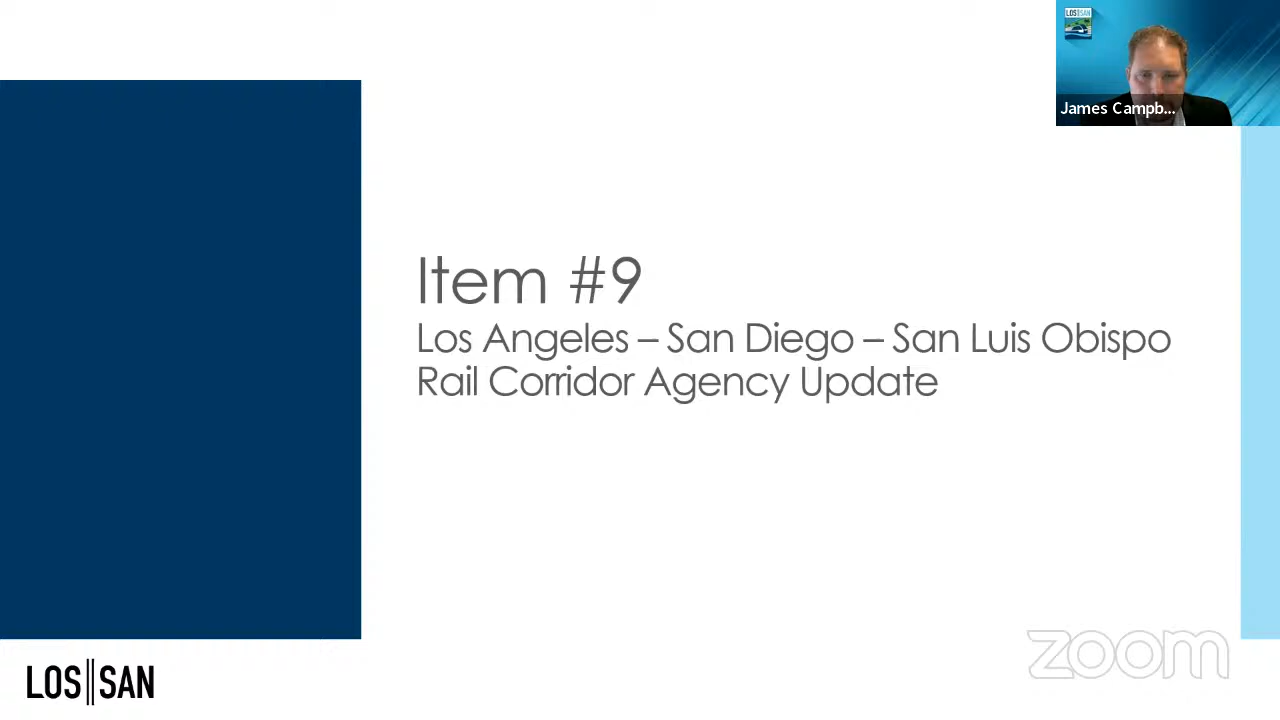 LOSSAN
James Campb...
Item #9
Los Angeles – San Diego – San Luis Obispo
Rail Corridor Agency Update
LOS SAN
zoom